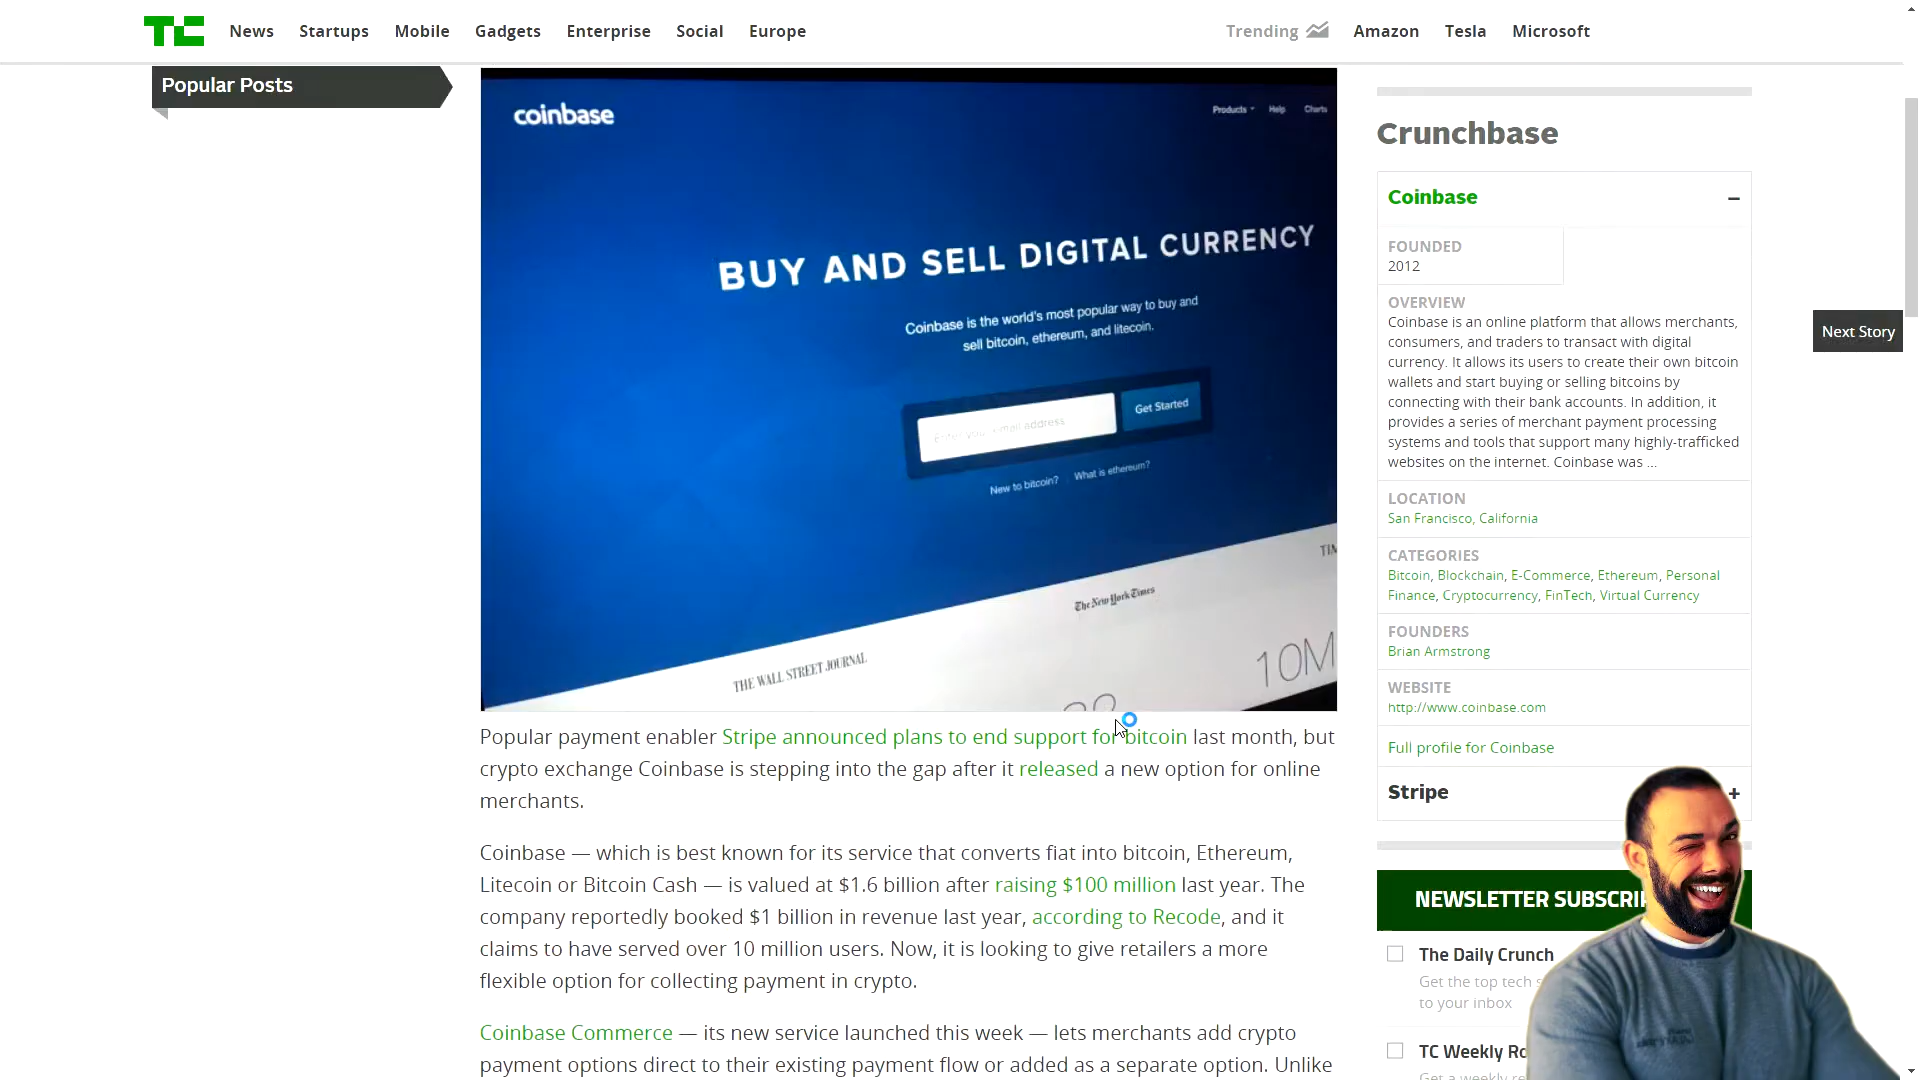 TC
News
Startups
Mobile
Gadgets
Enterprise
Social
Europe
Trending
Amazon
Tesla
Microsoft
Popular Posts
coinbase
Products
Help
Charts
BUY AND SELL DIGITAL CURRENCY
Coinbase is the world's most popular way to buy and
sell bitcoin, ethereum, and litecoin.
Enter your email address
Get Started
New to bitcoin?
What is ethereum?
The New York Times
THE WALL STREET JOURNAL
10M
Popular payment enabler Stripe announced plans to end support for bitcoin last month, but
crypto exchange Coinbase is stepping into the gap after it released a new option for online
merchants.
Coinbase — which is best known for its service that converts fiat into bitcoin, Ethereum,
Litecoin or Bitcoin Cash — is valued at $1.6 billion after raising $100 million last year. The
company reportedly booked $1 billion in revenue last year, according to Recode, and it
claims to have served over 10 million users. Now, it is looking to give retailers a more
flexible option for collecting payment in crypto.
Coinbase Commerce — its new service launched this week — lets merchants add crypto
payment options direct to their existing payment flow or added as a separate option. Unlike
Crunchbase
Coinbase
FOUNDED
2012
OVERVIEW
Coinbase is an online platform that allows merchants,
consumers, and traders to transact with digital
currency. It allows its users to create their own bitcoin
wallets and start buying or selling bitcoins by
connecting with their bank accounts. In addition, it
provides a series of merchant payment processing
systems and tools that support many highly-trafficked
websites on the internet. Coinbase was ...
LOCATION
San Francisco, California
CATEGORIES
Bitcoin, Blockchain, E-Commerce, Ethereum, Personal
Finance, Cryptocurrency, FinTech, Virtual Currency
FOUNDERS
Brian Armstrong
WEBSITE
http://www.coinbase.com
Full profile for Coinbase
Stripe
NEWSLETTER
The Daily Crunch
Get the top tech
to your inbox
TC Weekly
Get a weekly
Next Story